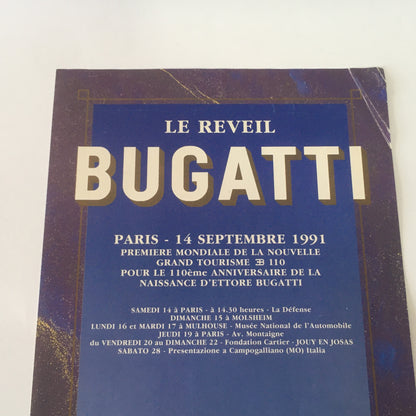 LE REVEIL
BUGATTI
PARIS - 14 SEPTEMBRE 1991
PREMIERE MONDIALE DE LA NOUVELLE
GRAND TOURISME EB 110
POUR LE 110ème ANNIVERSAIRE DE LA
NAISSANCE D'ETTORE BUGATTI
SAMEDI 14 à PARIS - à 14.30 heures - La Défense
DIMANCHE 15 à MOLSHEIM
LUNDI 16 et MARDI 17 à MULHOUSE - Musée National de l'Automobile
JEUDI 19 à PARIS - Av. Montaigne
du VENDREDI 20 au DIMANCHE 22 - Fondation Cartier - JOUY EN JOSAS
SABATO 28 - Presentazione a Campogalliano (MO) Italia